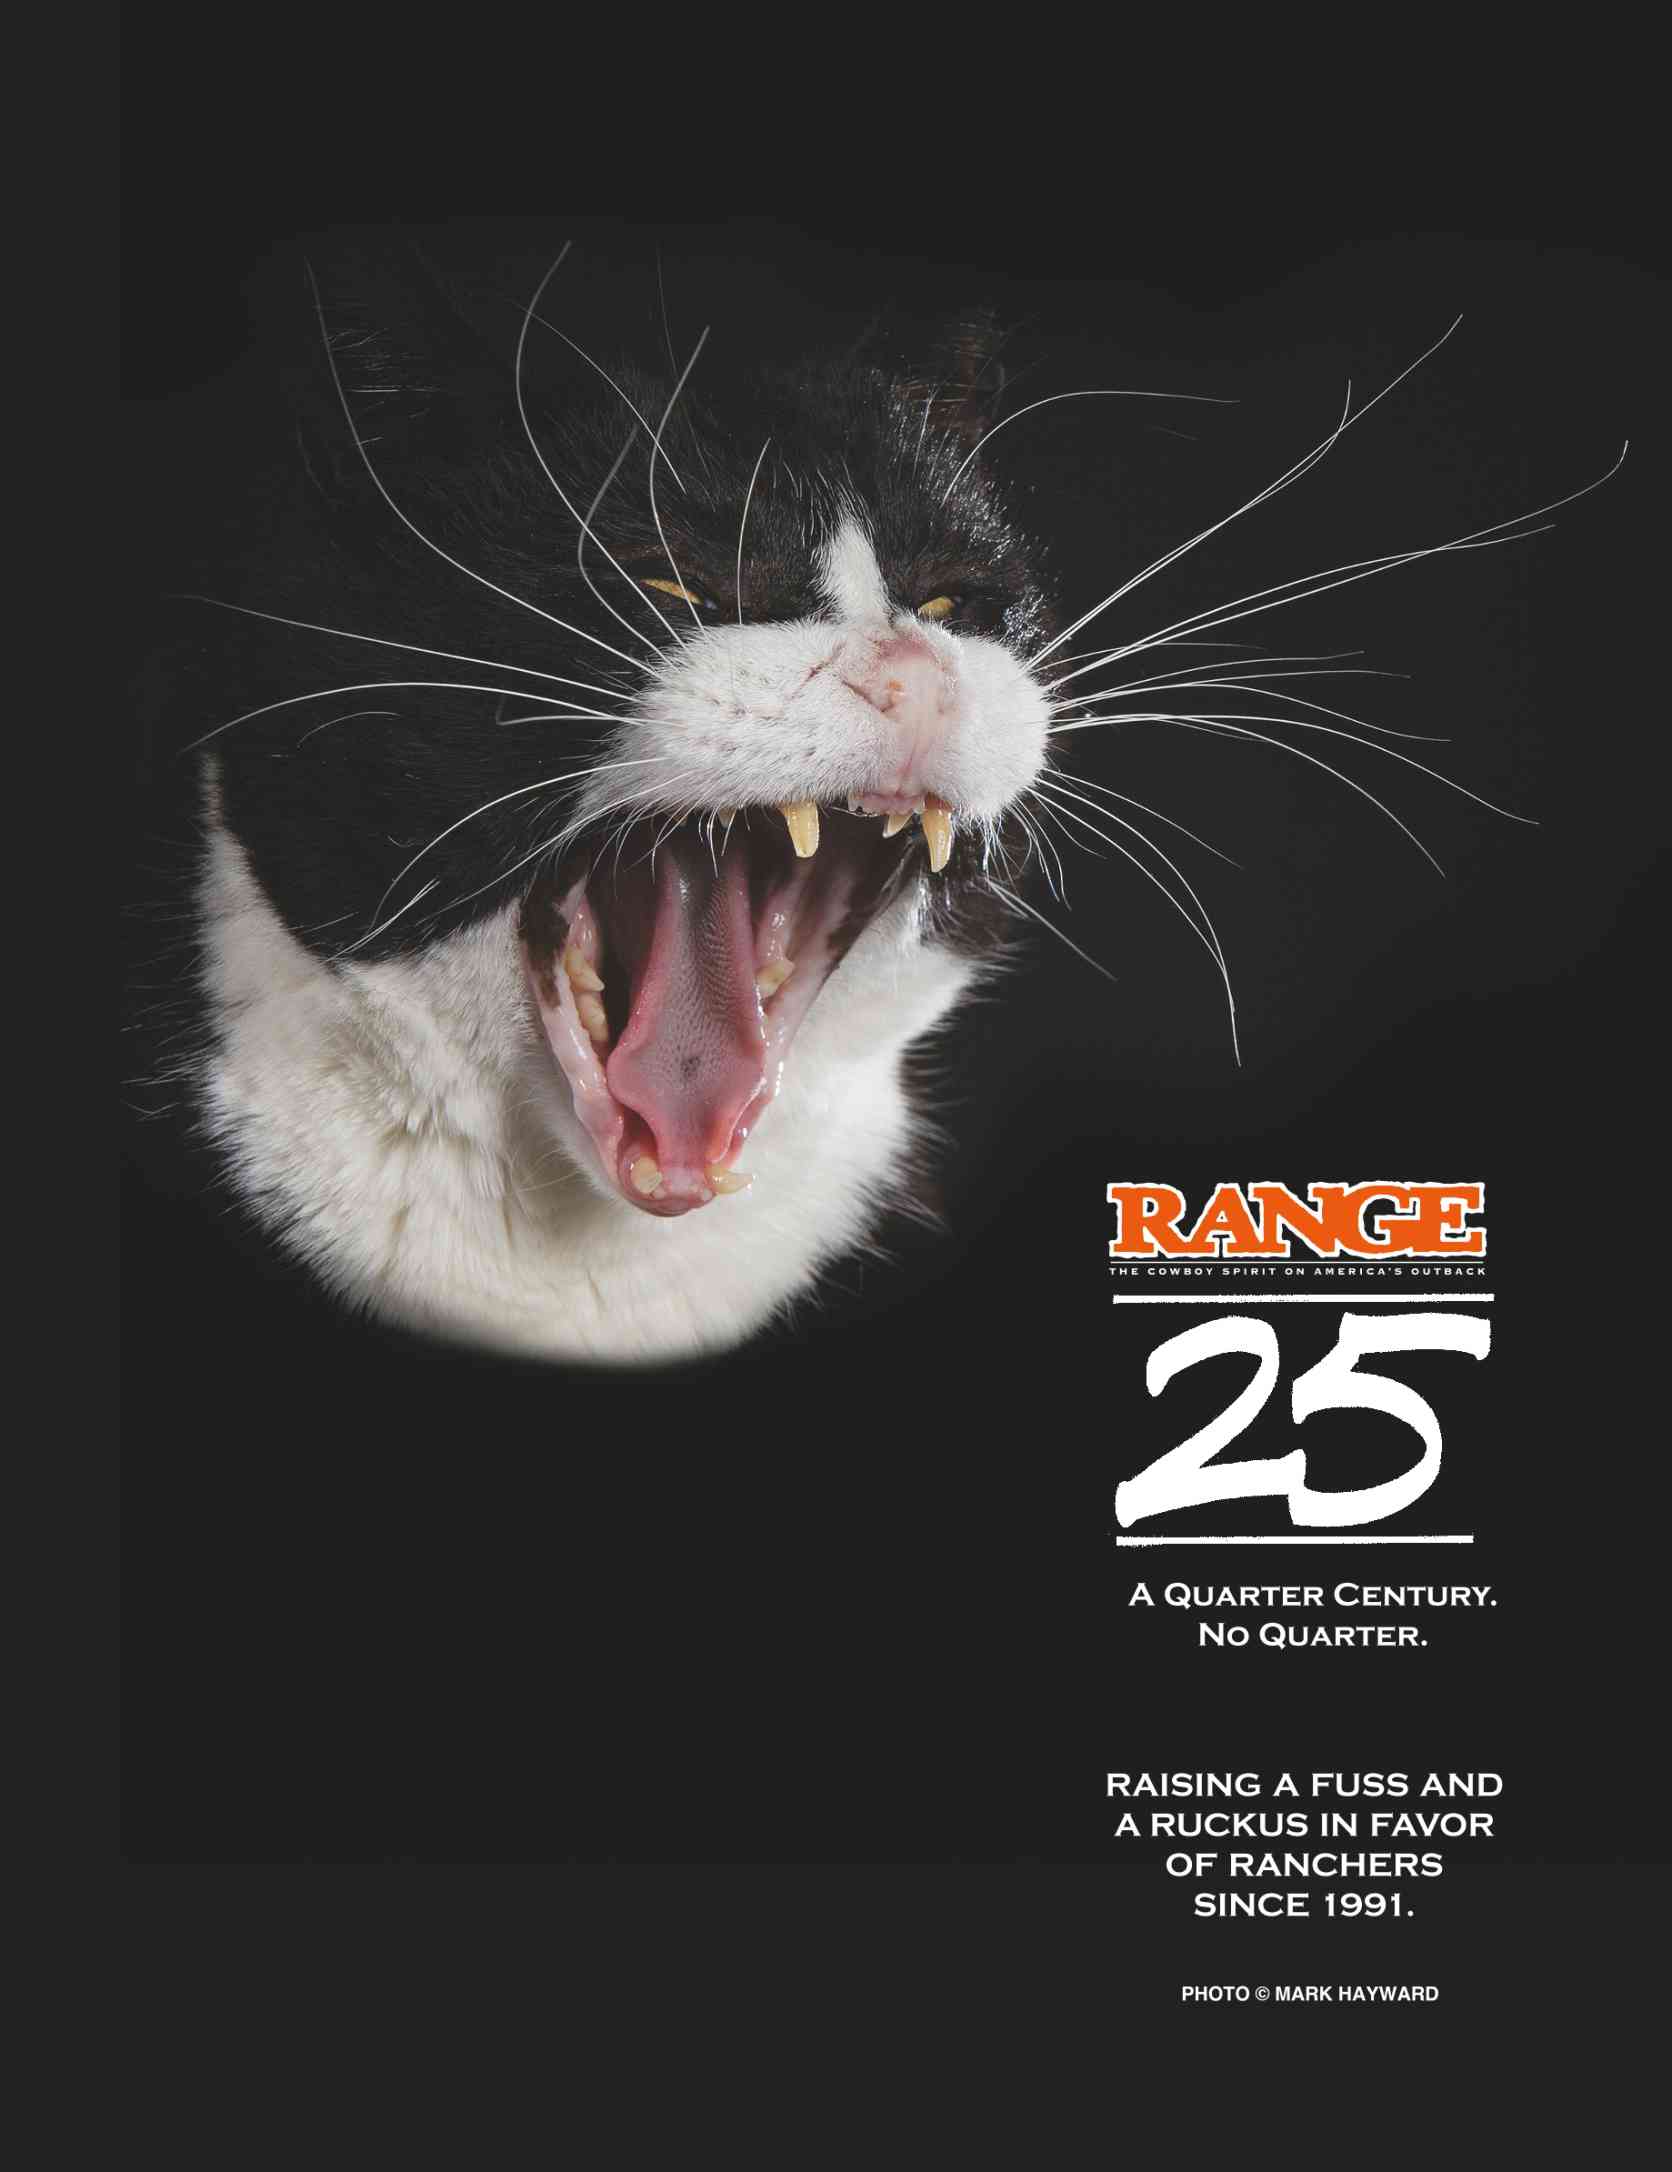 RANGE
THE COWBOY SPIRIT ON AMERICA'S OUTBACK
25
A QUARTER CENTURY.
NO QUARTER.
RAISING A FUSS AND
A RUCKUS IN FAVOR
OF RANCHERS
SINCE 1991.
PHOTO © MARK HAYWARD